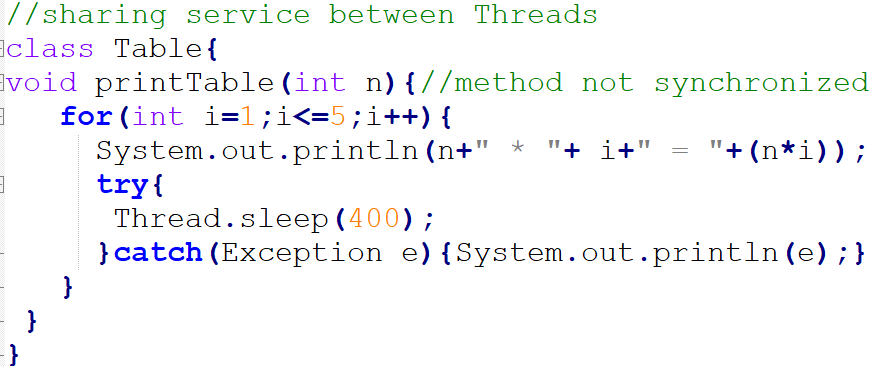 //sharing service between Threads
class Table{
void printTable(int n){//method not synchronized
for(int i=1;i<=5;i++){
System.out.println(n+" * "+ i+" = "+(n*i));
try{
Thread.sleep(400);
}catch(Exception e){System.out.println(e);}
}
}
}